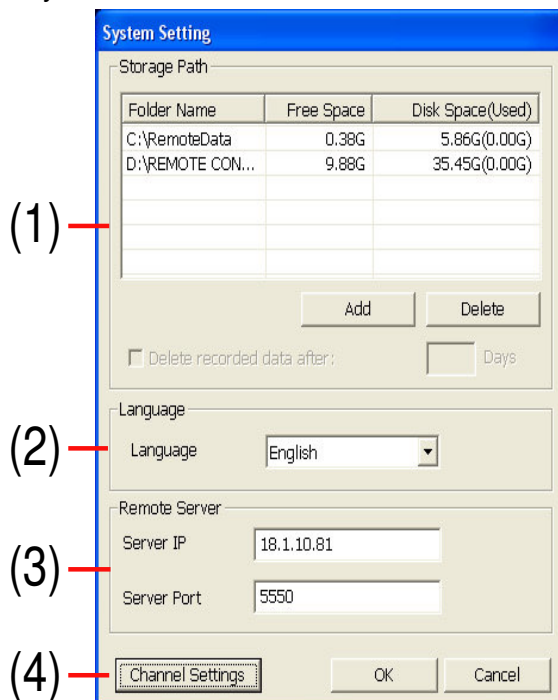 System Setting
Storage Path
Folder Name Free Space Disk Space(Used)
C:\RemoteData 0.38G 5.86G(0.00G)
D:\REMOTE CON... 9.88G 35.45G(0.00G)
(1)
Add Delete
Delete recorded data after: Days
Language
(2)
Language English
Remote Server
Server IP 18.1.10.81
(3)
Server Port 5550
(4)
Channel Settings OK Cancel